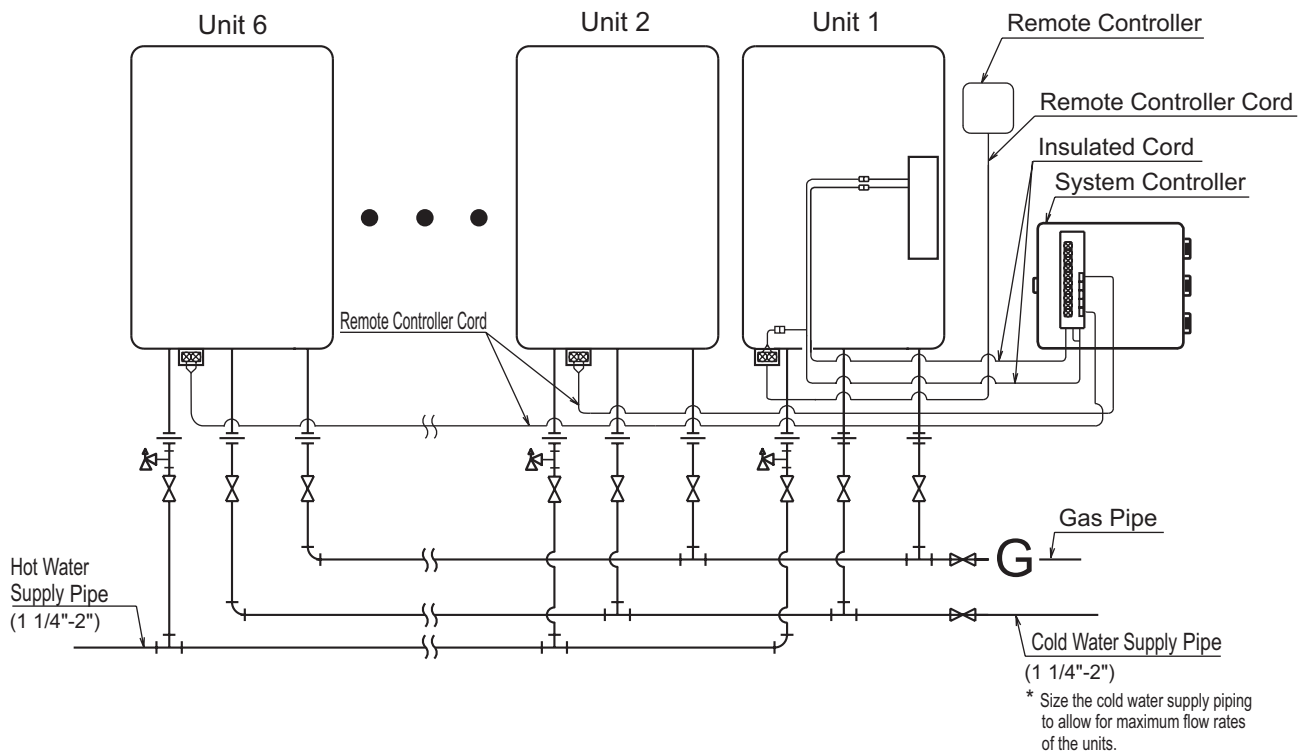 Unit 6
Unit 2
Unit 1
Remote Controller
Remote Controller Cord
Insulated Cord
System Controller
Remote Controller Cord
Gas Pipe
G
Hot Water
Supply Pipe
(1 1/4"-2")
Cold Water Supply Pipe
(1 1/4"-2")
* Size the cold water supply piping
to allow for maximum flow rates
of the units.